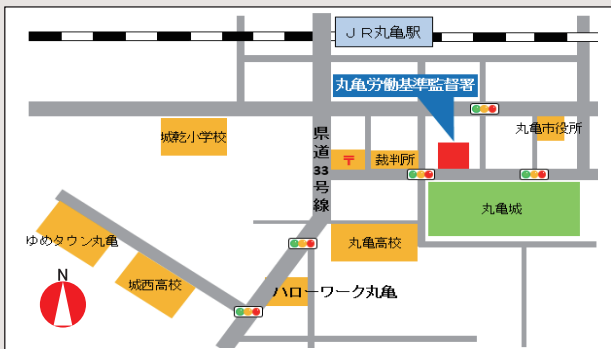 ＪＲ丸亀駅
丸亀労働基準監督署
城乾小学校
県道33号線
〒
裁判所
丸亀市役所
丸亀城
ゆめタウン丸亀
城西高校
丸亀高校
ハローワーク丸亀
N